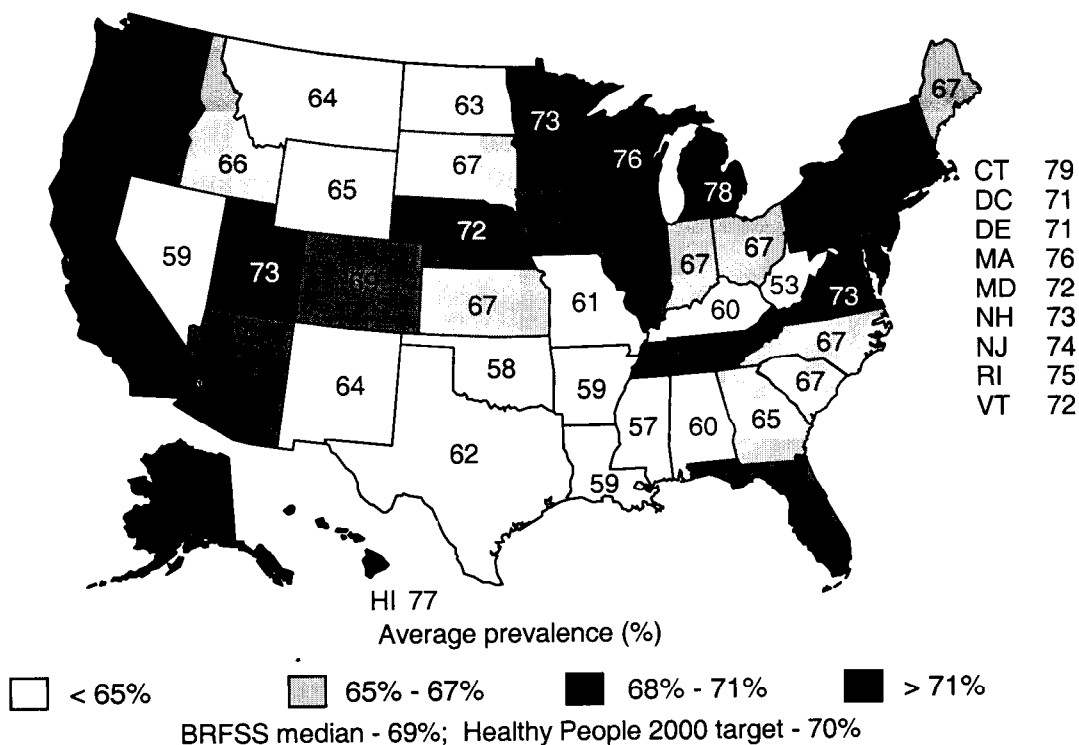 67
64
63
73
76
66
67
65
78
72
59
73
67
67
53
73
67
61
60
67
64
58
59
67
62
57
60
65
59
CT 79
DC 71
DE 71
MA 76
MD 72
NH 73
NJ 74
RI 75
VT 72
HI 77
Average prevalence (%)
< 65% 65% - 67% 68% - 71% > 71%
BRFSS median - 69%; Healthy People 2000 target - 70%